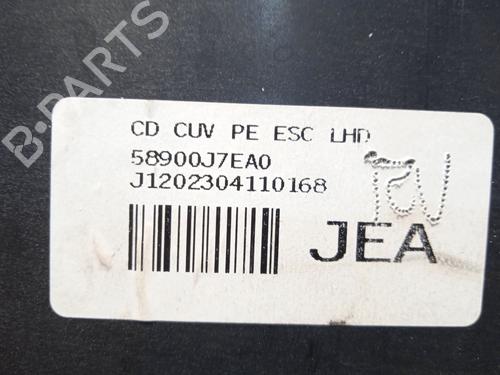 CD CUV PE ESC LHD
58900J7EA0
J1202304110168
JEA
B-PARTS